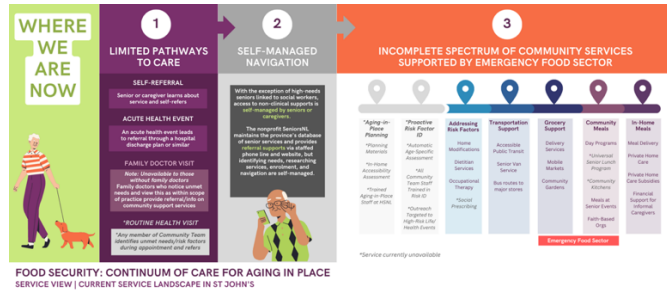 WHERE
WE
ARE
NOW
1
LIMITED PATHWAYS
TO CARE
SELF-REFERRAL
Senior or caregiver learns about
service and self-refers
ACUTE HEALTH EVENT
An acute health event leads
to referral through a hospital
discharge plan or similar
FAMILY DOCTOR VISIT
Note: Unavailable to those
without family doctors
Family doctors who notice unmet
needs and view this as within scope
of practice provide referral/info on
community support services
*ROUTINE HEALTH VISIT
*Any member of Community Team
identifies unmet needs/risk factors
during appointment and refers
2
SELF-MANAGED
NAVIGATION
With the exception of high-needs
seniors linked to social workers,
access to non-clinical supports is
self-managed by seniors or
caregivers.
The nonprofit SeniorsNL
maintains the province's database
of senior services and provides
referral supports via staffed
phone line and website, but
identifying needs, researching
services, enrolment, and
navigation are self-managed.
3
INCOMPLETE SPECTRUM OF COMMUNITY SERVICES
SUPPORTED BY EMERGENCY FOOD SECTOR
*Aging-in-
Place
Planning
*Planning
Materials
*In-Home
Accessibility
Assessment
*Trained
Aging-in-Place
Staff at HSNL
*Proactive
Risk Factor
ID
*Automatic
Age-Specific
Assessment
*All
Community
Team Staff
Trained in
Risk ID
*Outreach
Targeted to
High-Risk Life/
Health Events
Addressing
Risk Factors
Home
Modifications
Dietitian
Services
Occupational
Therapy
*Social
Prescribing
Transportation
Support
Accessible
Public Transit
Senior Van
Service
Bus routes to
major stores
Grocery
Support
Delivery
Services
Mobile
Markets
Community
Gardens
Community
Meals
Day Programs
*Universal
Senior Lunch
Program
*Community
Kitchens
Meals at
Senior Events
Faith-Based
Orgs
In-Home
Meals
Meal Delivery
Private Home
Care
Private Home
Care Subsidies
Financial
Support for
Informal
Caregivers
Emergency Food Sector
*Service currently unavailable
FOOD SECURITY: CONTINUUM OF CARE FOR AGING IN PLACE
SERVICE VIEW | CURRENT SERVICE LANDSCAPE IN ST JOHN'S